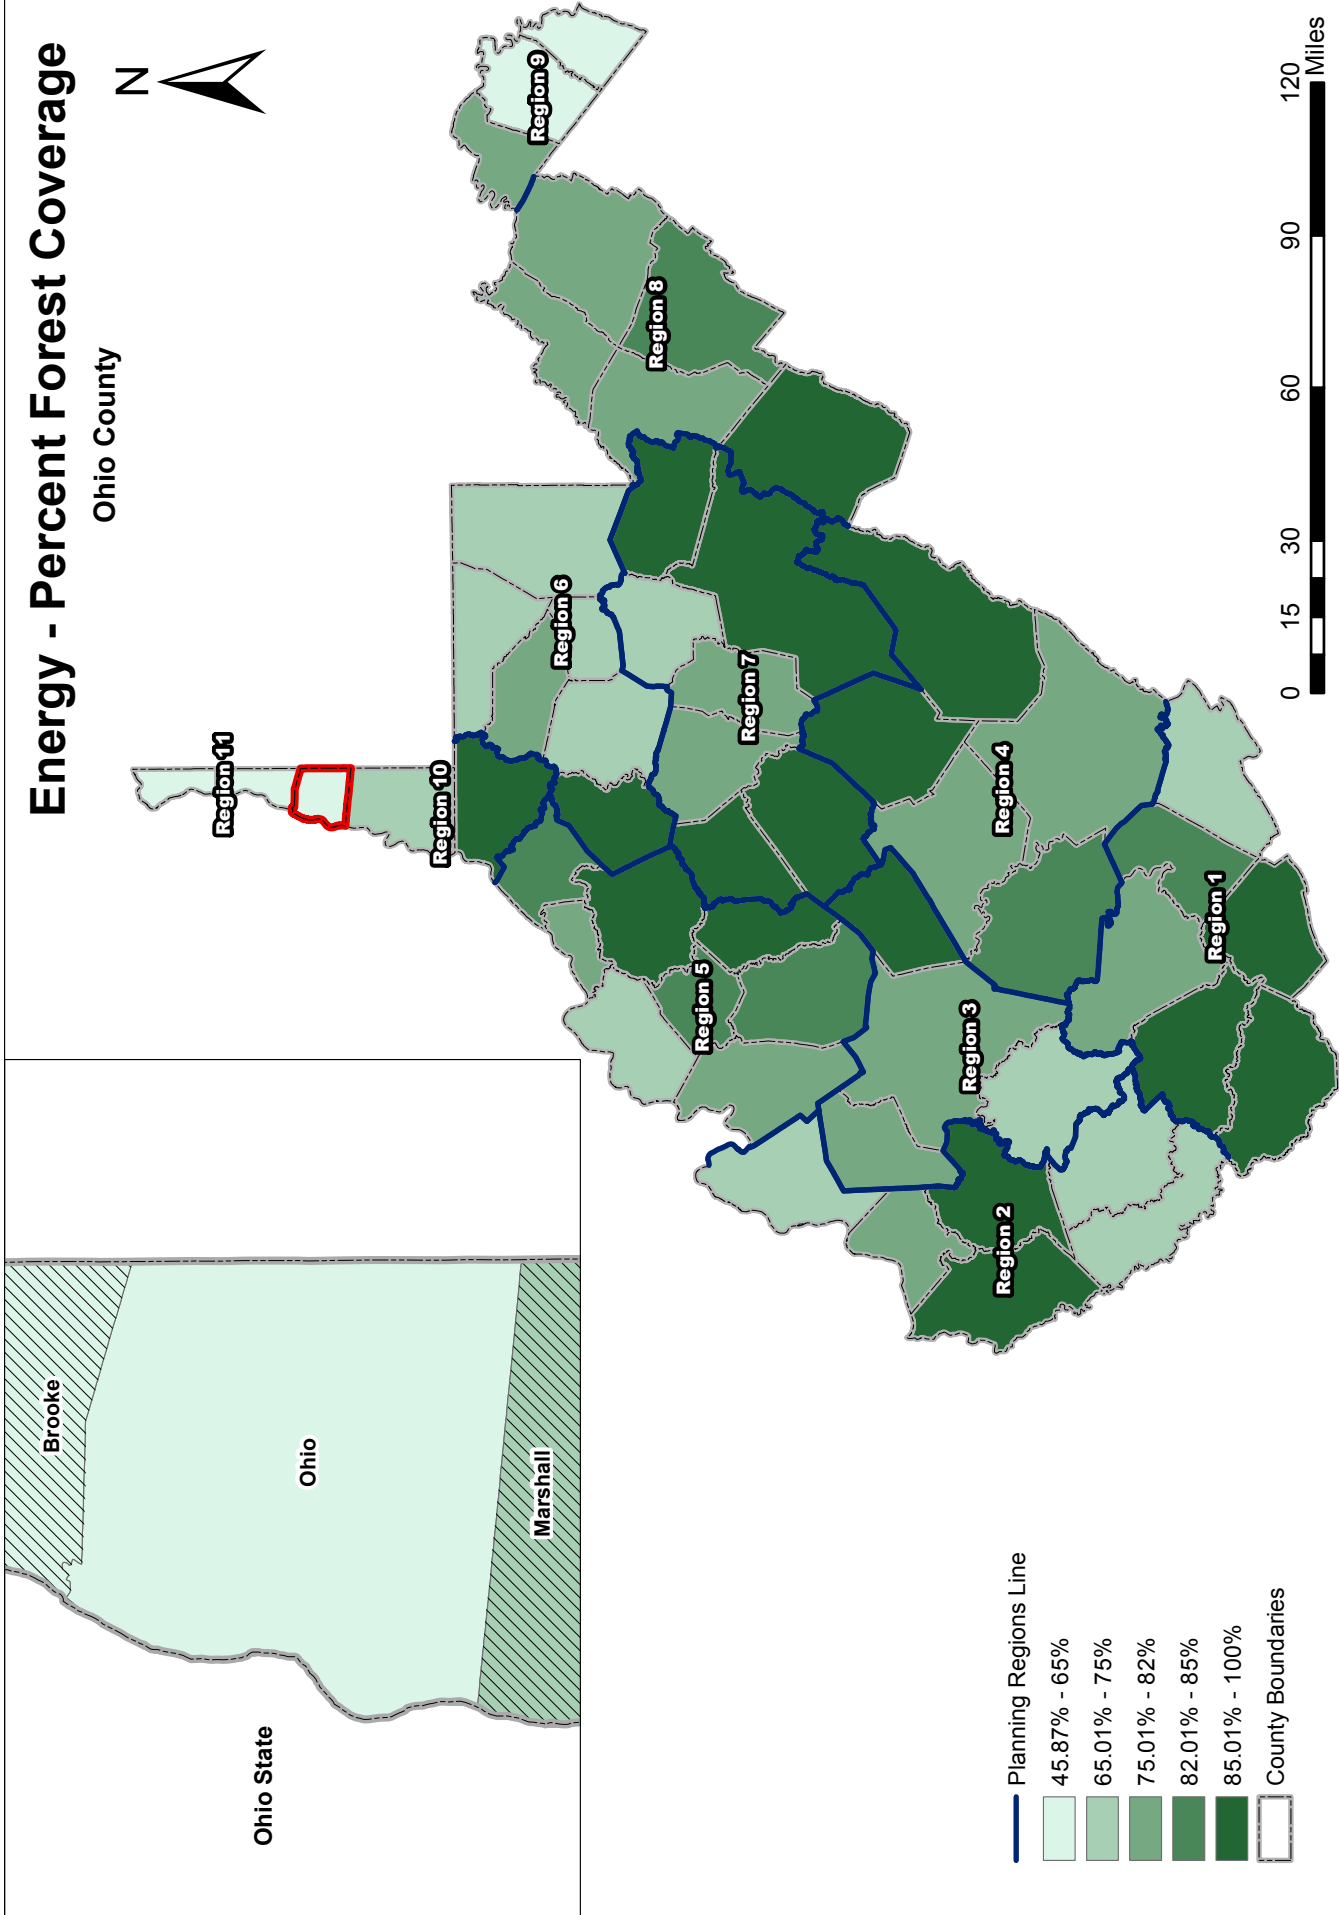 Energy - Percent Forest Coverage
Ohio County
N
Brooke
Ohio
Marshall
Ohio State
Region 11
Region 10
Region 9
Region 8
Region 6
Region 7
Region 5
Region 4
Region 3
Region 2
Region 1
Planning Regions Line
45.87% - 65%
65.01% - 75%
75.01% - 82%
82.01% - 85%
85.01% - 100%
County Boundaries
0 15 30 60 90 120
Miles